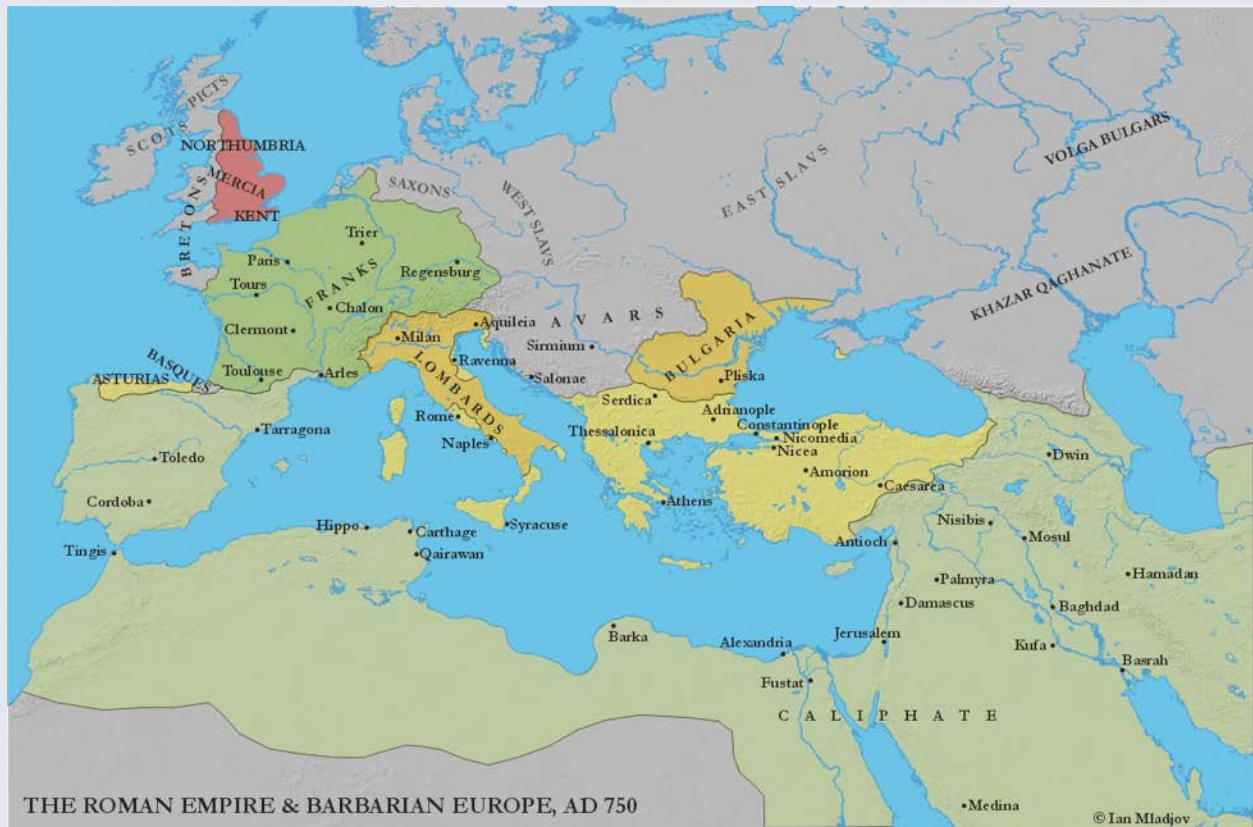 PICTS
SCOTS
NORTHUMBRIA
MERCIA
KENT
BRETONS
SAXONS
WEST SLAVS
EAST SLAVS
VOLGA BULGARS
KHAZAR QAGHANATE
Trier
Paris
Regensburg
Tours
FRANKS
Chalon
Clermont
Toulouse
Arles
BASQUES
ASTURIAS
Milan
Aquileia
AVARS
Sirmium
Ravenna
Salonae
LOMBARDS
Rome
Naples
BULGARIA
Pliska
Serdica
Adrianople
Constantinople
Thessalonica
Nicomedia
Nicea
Amorion
Caesarea
Athens
Dwin
Tarragona
Toledo
Cordoba
Tingis
Hippo
Carthage
Qairawan
Syracuse
Nisibis
Mosul
Antioch
Hamadan
Palmyra
Damascus
Baghdad
Barka
Alexandria
Jerusalem
Kufa
Basrah
Fustat
CALIPHATE
Medina
THE ROMAN EMPIRE & BARBARIAN EUROPE, AD 750
© Ian Mladjov